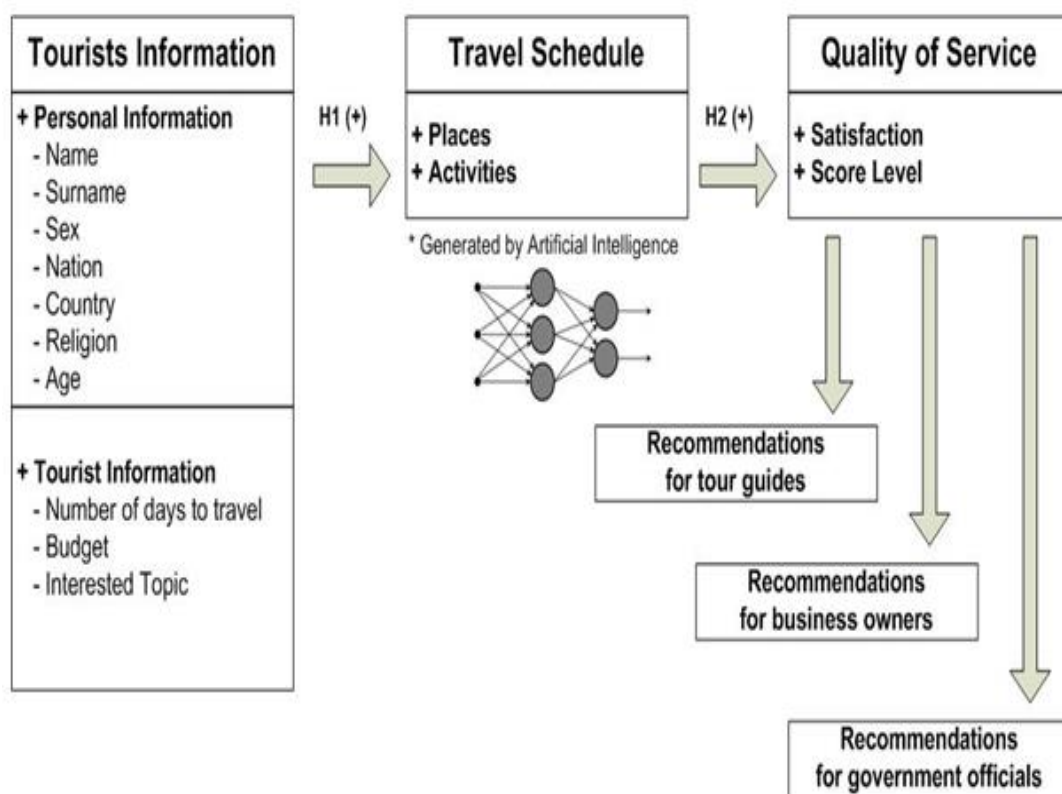 Tourists Information
+ Personal Information
- Name
- Surname
- Sex
- Nation
- Country
- Religion
- Age
+ Tourist Information
- Number of days to travel
- Budget
- Interested Topic
H1 (+)
Travel Schedule
+ Places
+ Activities
* Generated by Artificial Intelligence
H2 (+)
Quality of Service
+ Satisfaction
+ Score Level
Recommendations
for tour guides
Recommendations
for business owners
Recommendations
for government officials